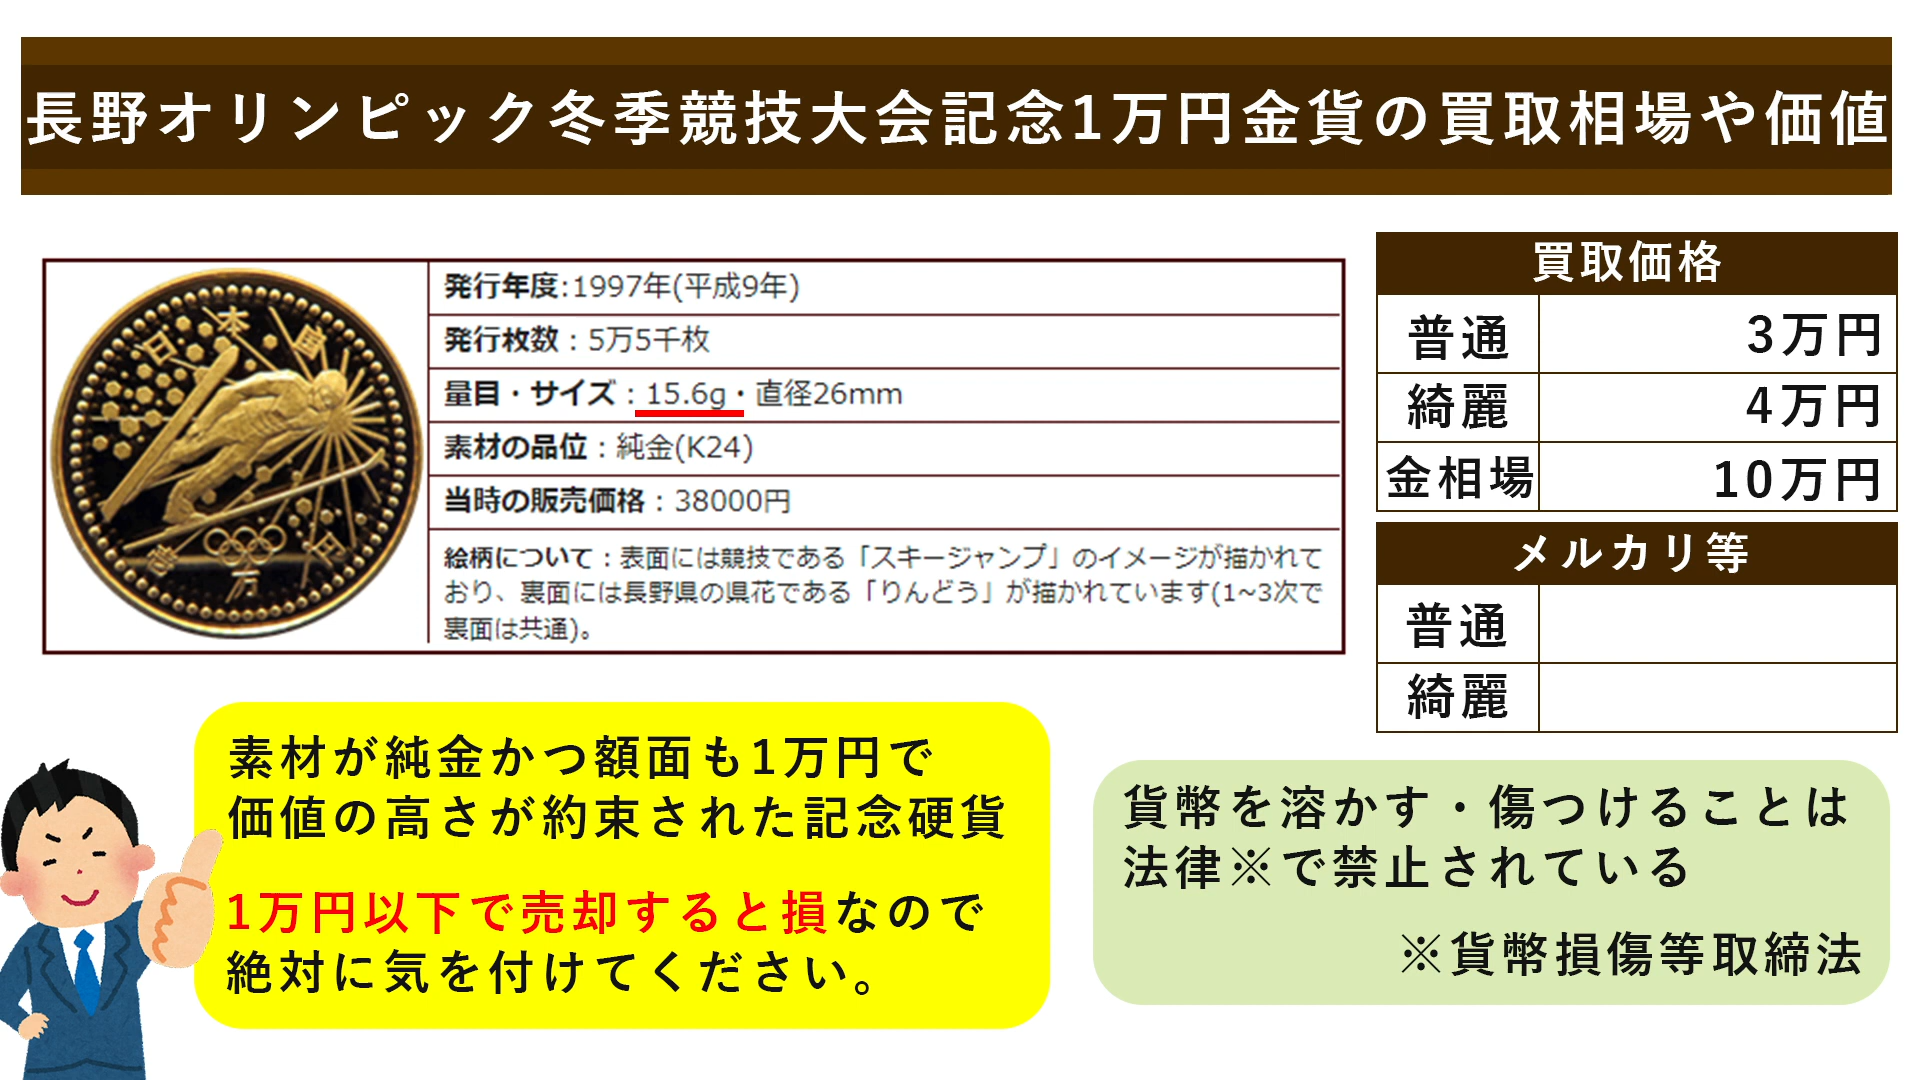 長野オリンピック冬季競技大会記念1万円金貨の買取相場や価値
日本国
壱
万
円
発行年度:1997年(平成9年)
発行枚数：5万5千枚
量目・サイズ：15.6g・直径26mm
素材の品位：純金(K24)
当時の販売価格：38000円
絵柄について：表面には競技である「スキージャンプ」のイメージが描かれて
おり、裏面には長野県の県花である「りんどう」が描かれています(1~3次で
裏面は共通)。
買取価格
普通 3万円
綺麗 4万円
金相場 10万円
メルカリ等
普通
綺麗
素材が純金かつ額面も1万円で
価値の高さが約束された記念硬貨
1万円以下で売却すると損なので
絶対に気を付けてください。
貨幣を溶かす・傷つけることは
法律※で禁止されている
※貨幣損傷等取締法